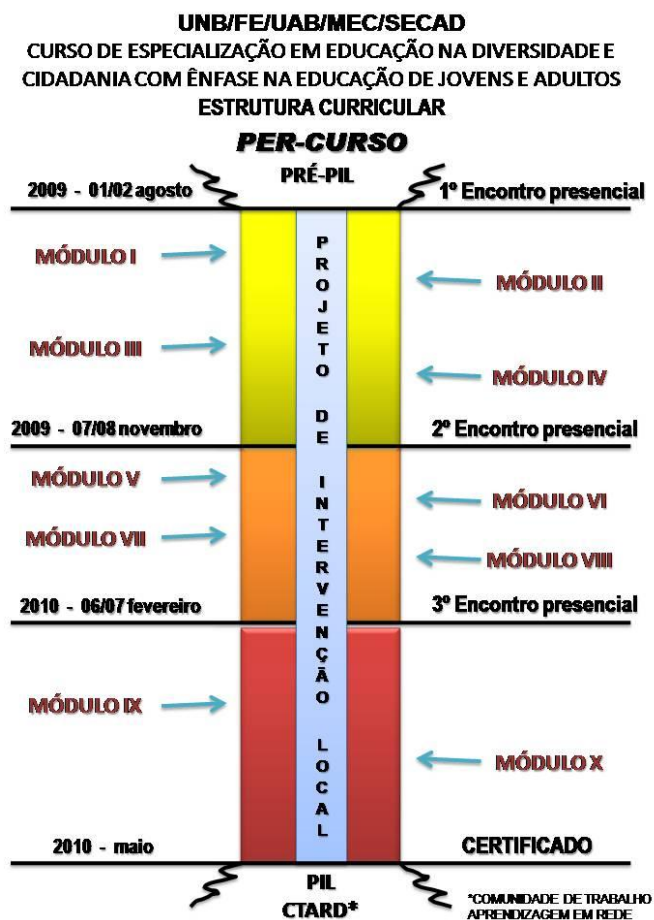 UNB/FE/UAB/MEC/SECAD
CURSO DE ESPECIALIZAÇÃO EM EDUCAÇÃO NA DIVERSIDADE E
CIDADANIA COM ÊNFASE NA EDUCAÇÃO DE JOVENS E ADULTOS
ESTRUTURA CURRICULAR
PER-CURSO
PRÉ-PIL
2009 - 01/02 agosto
1º Encontro presencial
MÓDULO I
MÓDULO II
MÓDULO III
MÓDULO IV
2009 - 07/08 novembro
2º Encontro presencial
MÓDULO V
MÓDULO VI
MÓDULO VII
MÓDULO VIII
2010 - 06/07 fevereiro
3º Encontro presencial
MÓDULO IX
MÓDULO X
PROJETO DE INTERVENÇÃO LOCAL
2010 - maio
CERTIFICADO
PIL
CTARD*
*COMUNIDADE DE TRABALHO
APRENDIZAGEM EM REDE